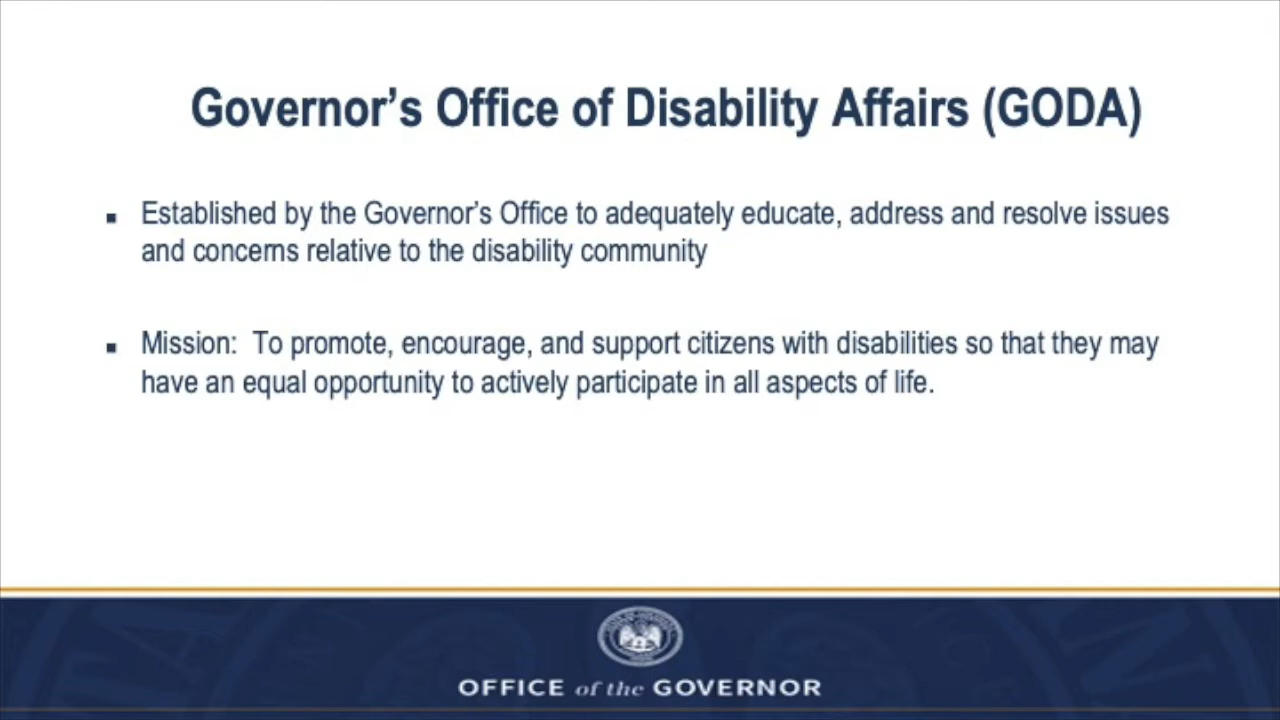 Governor’s Office of Disability Affairs (GODA)
▪ Established by the Governor’s Office to adequately educate, address and resolve issues
and concerns relative to the disability community
▪ Mission:  To promote, encourage, and support citizens with disabilities so that they may
have an equal opportunity to actively participate in all aspects of life.
OFFICE of the GOVERNOR